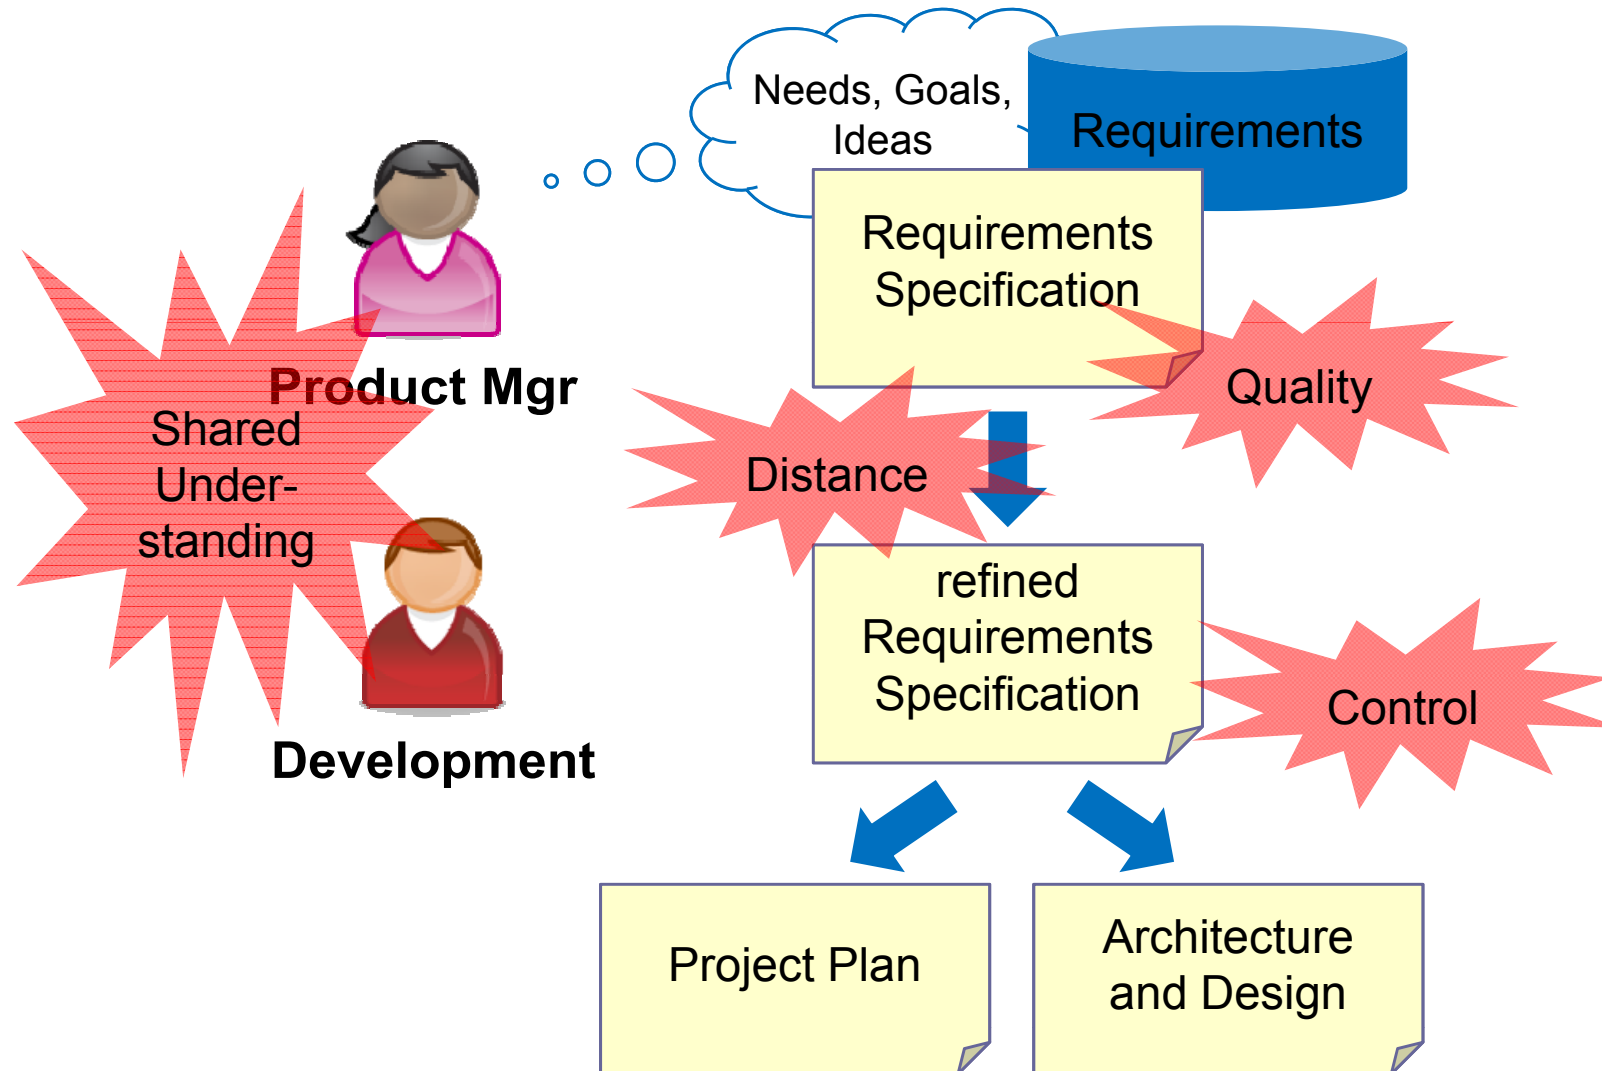 Needs, Goals,
Ideas
Requirements
Requirements
Specification
Product Mgr
Quality
Shared
Under-
standing
Distance
refined
Requirements
Specification
Control
Development
Project Plan
Architecture
and Design